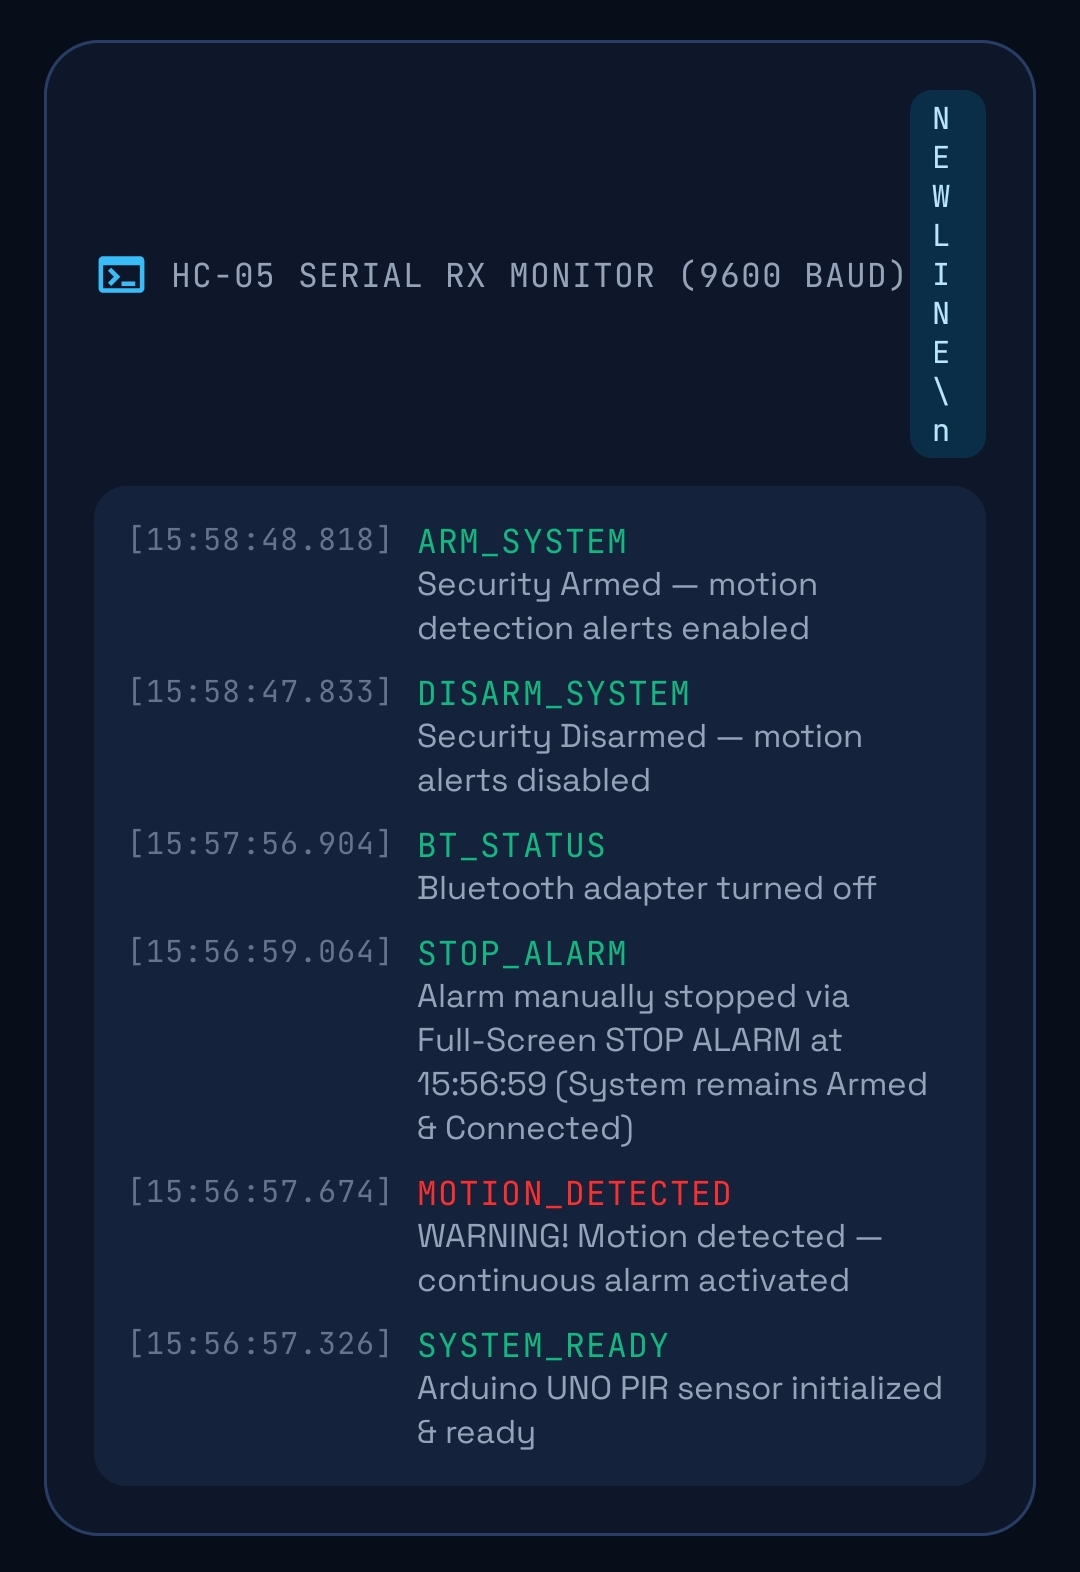 HC-05 SERIAL RX MONITOR (9600 BAUD)
NEWLINE\n
[15:58:48.818] ARM_SYSTEM
Security Armed — motion
detection alerts enabled
[15:58:47.833] DISARM_SYSTEM
Security Disarmed — motion
alerts disabled
[15:57:56.904] BT_STATUS
Bluetooth adapter turned off
[15:56:59.064] STOP_ALARM
Alarm manually stopped via
Full-Screen STOP ALARM at
15:56:59 (System remains Armed
& Connected)
[15:56:57.674] MOTION_DETECTED
WARNING! Motion detected —
continuous alarm activated
[15:56:57.326] SYSTEM_READY
Arduino UNO PIR sensor initialized
& ready